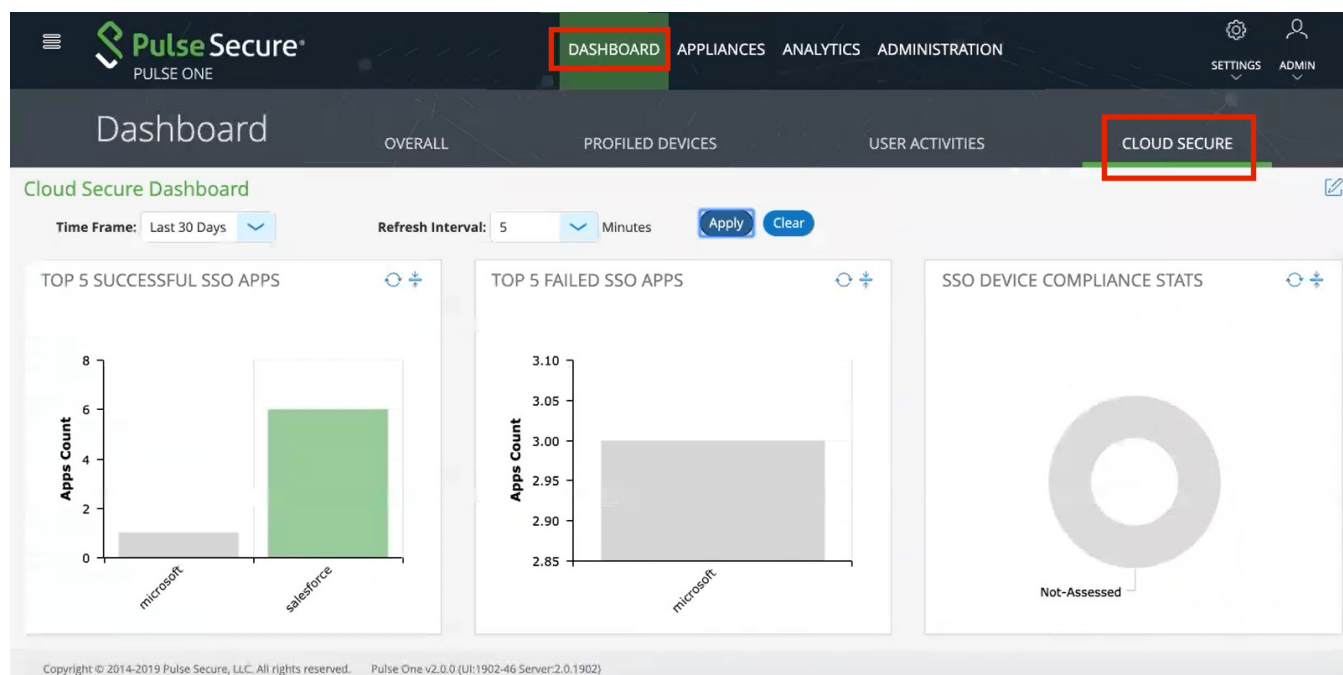 Pulse Secure®
PULSE ONE
DASHBOARD APPLIANCES ANALYTICS ADMINISTRATION
SETTINGS ADMIN
Dashboard OVERALL PROFILED DEVICES USER ACTIVITIES CLOUD SECURE
Cloud Secure Dashboard
Time Frame: Last 30 Days Refresh Interval: 5 Minutes Apply Clear
TOP 5 SUCCESSFUL SSO APPS
8
6
4
2
0
Apps Count
microsoft salesforce
TOP 5 FAILED SSO APPS
3.10
3.05
3.00
2.95
2.90
2.85
Apps Count
microsoft
SSO DEVICE COMPLIANCE STATS
Not-Assessed
Copyright © 2014-2019 Pulse Secure, LLC. All rights reserved. Pulse One v2.0.0 (UI:1902-46 Server:2.0.1902)